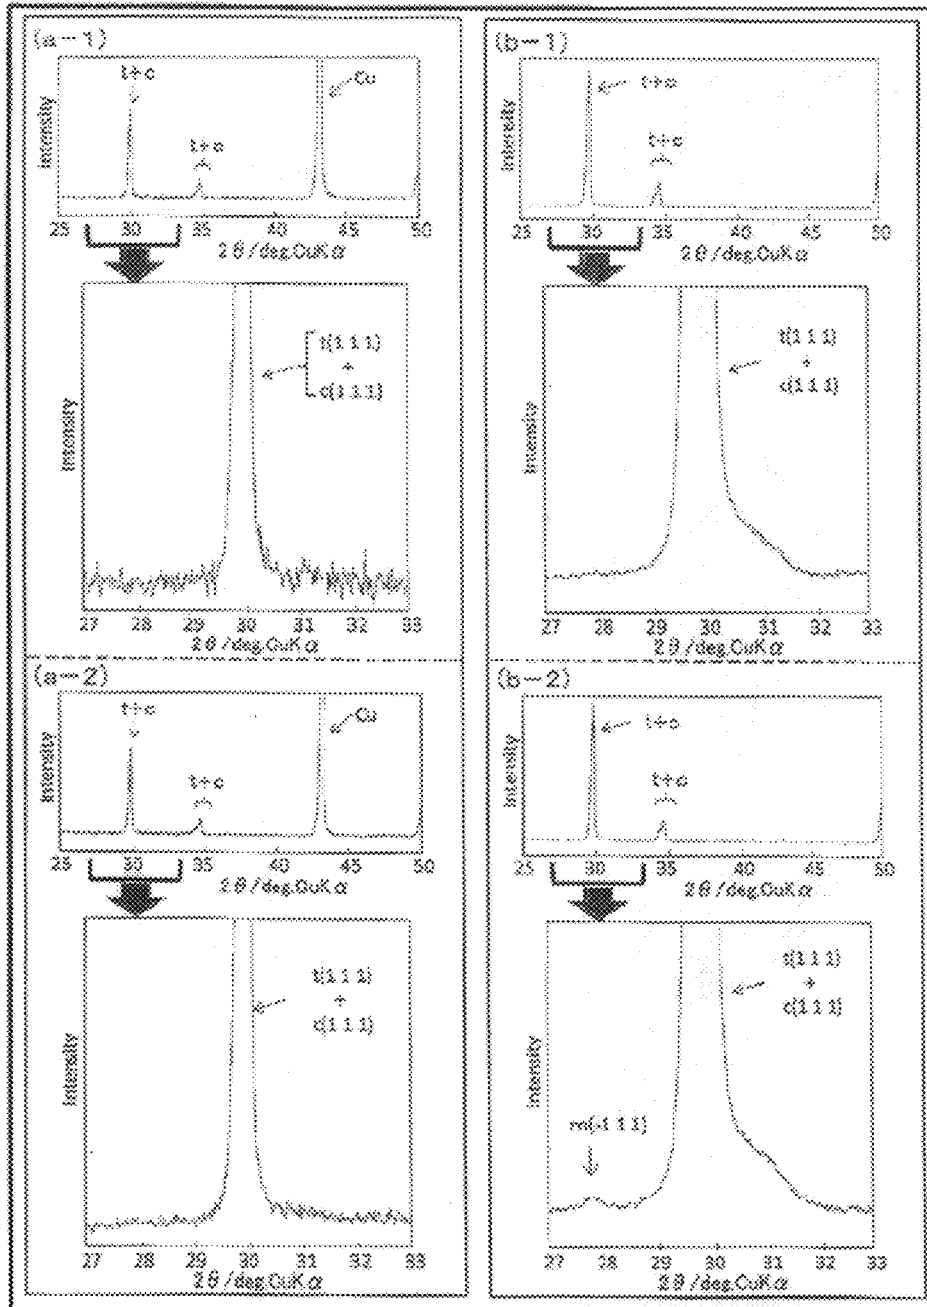 (a-1)
t+c
Cu
t+c
Intensity
25 30 35 40 45 50
2θ/deg.CuKα
t(111)
+
c(111)
Intensity
27 28 29 30 31 32 33
2θ/deg.CuKα
(b-1)
t+c
t+c
Intensity
25 30 35 40 45 50
2θ/deg.CuKα
t(111)
+
c(111)
Intensity
27 28 29 30 31 32 33
2θ/deg.CuKα
(a-2)
t+c
Cu
t+c
Intensity
25 30 35 40 45 50
2θ/deg.CuKα
t(111)
+
c(111)
Intensity
27 28 29 30 31 32 33
2θ/deg.CuKα
(b-2)
t+c
t+c
Intensity
25 30 35 40 45 50
2θ/deg.CuKα
t(111)
+
c(111)
m(-111)
Intensity
27 28 29 30 31 32 33
2θ/deg.CuKα